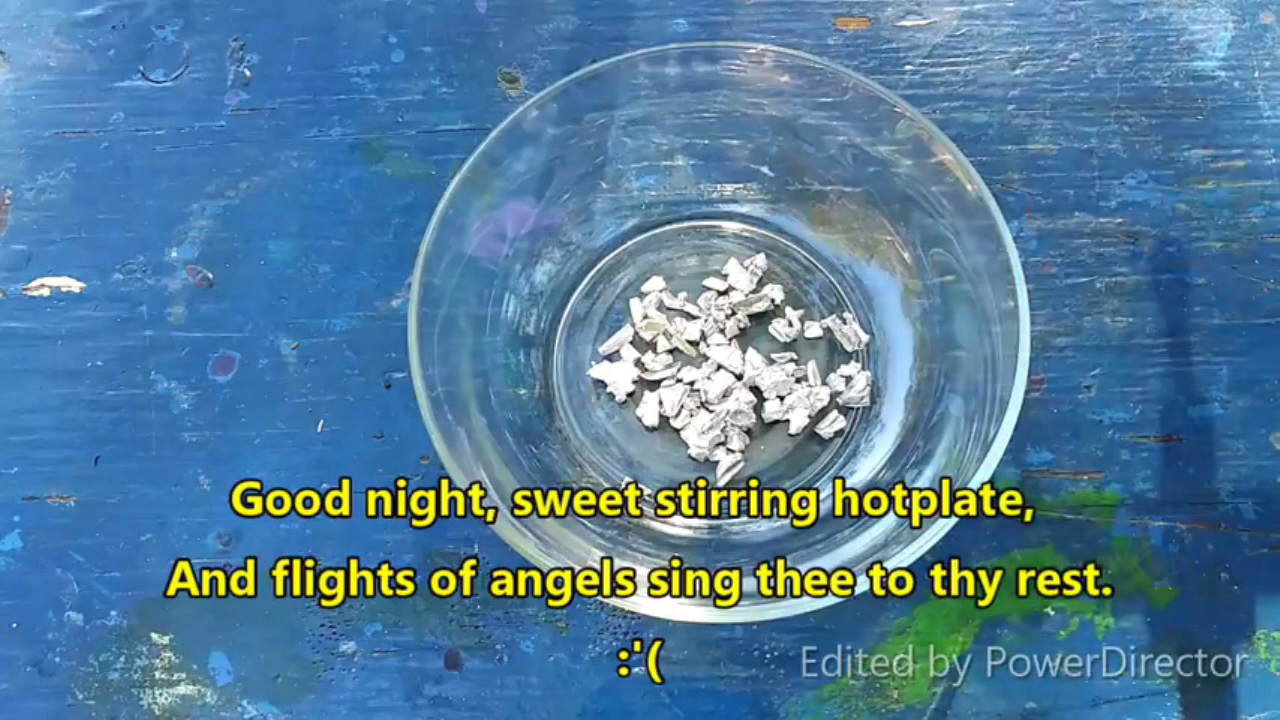 Good night, sweet stirring hotplate,
And flights of angels sing thee to thy rest.
:'(
Edited by PowerDirector